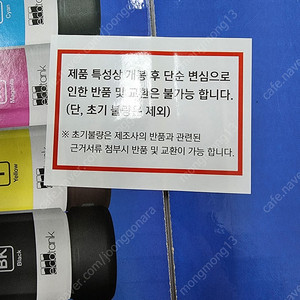 제품 특성상 개봉 후 단순 변심으로
인한 반품 및 교환은 불가능 합니다.
(단, 초기 불량은 제외)
※ 초기불량은 제조사의 반품과 관련된
근거서류 첨부시 반품 및 교환이 가능 합니다.
Cyan
Magenta
Yellow
Black
BK
ecotank
cafe.naver.com/joonggonara
mongmong13